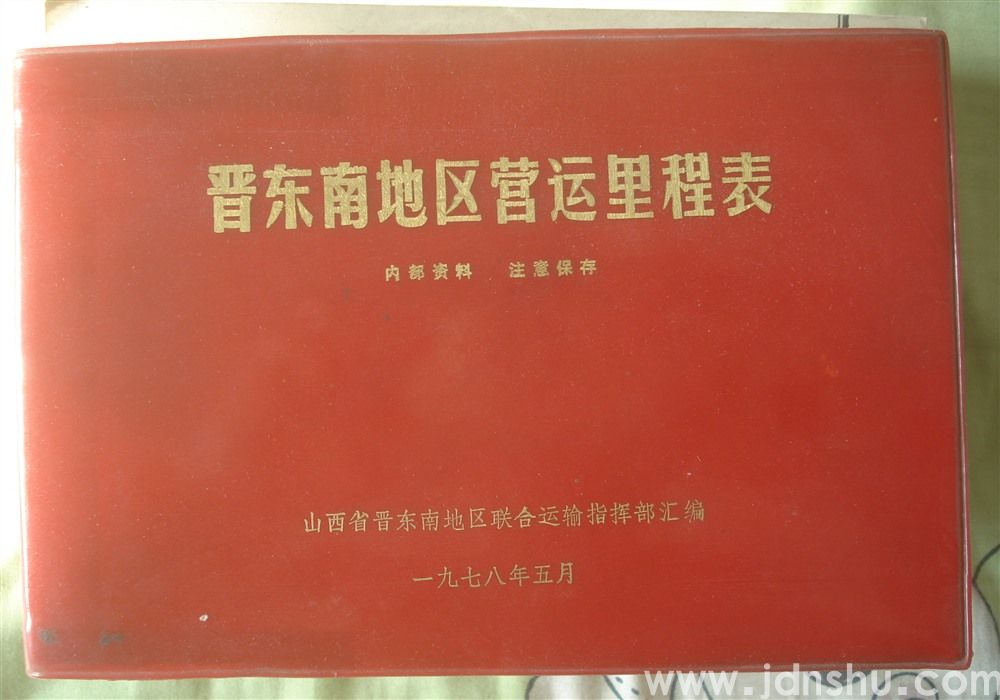 晋东南地区营运里程表
内部资料 注意保存
山西省晋东南地区联合运输指挥部汇编
一九七八年五月
www.jdnshu.com